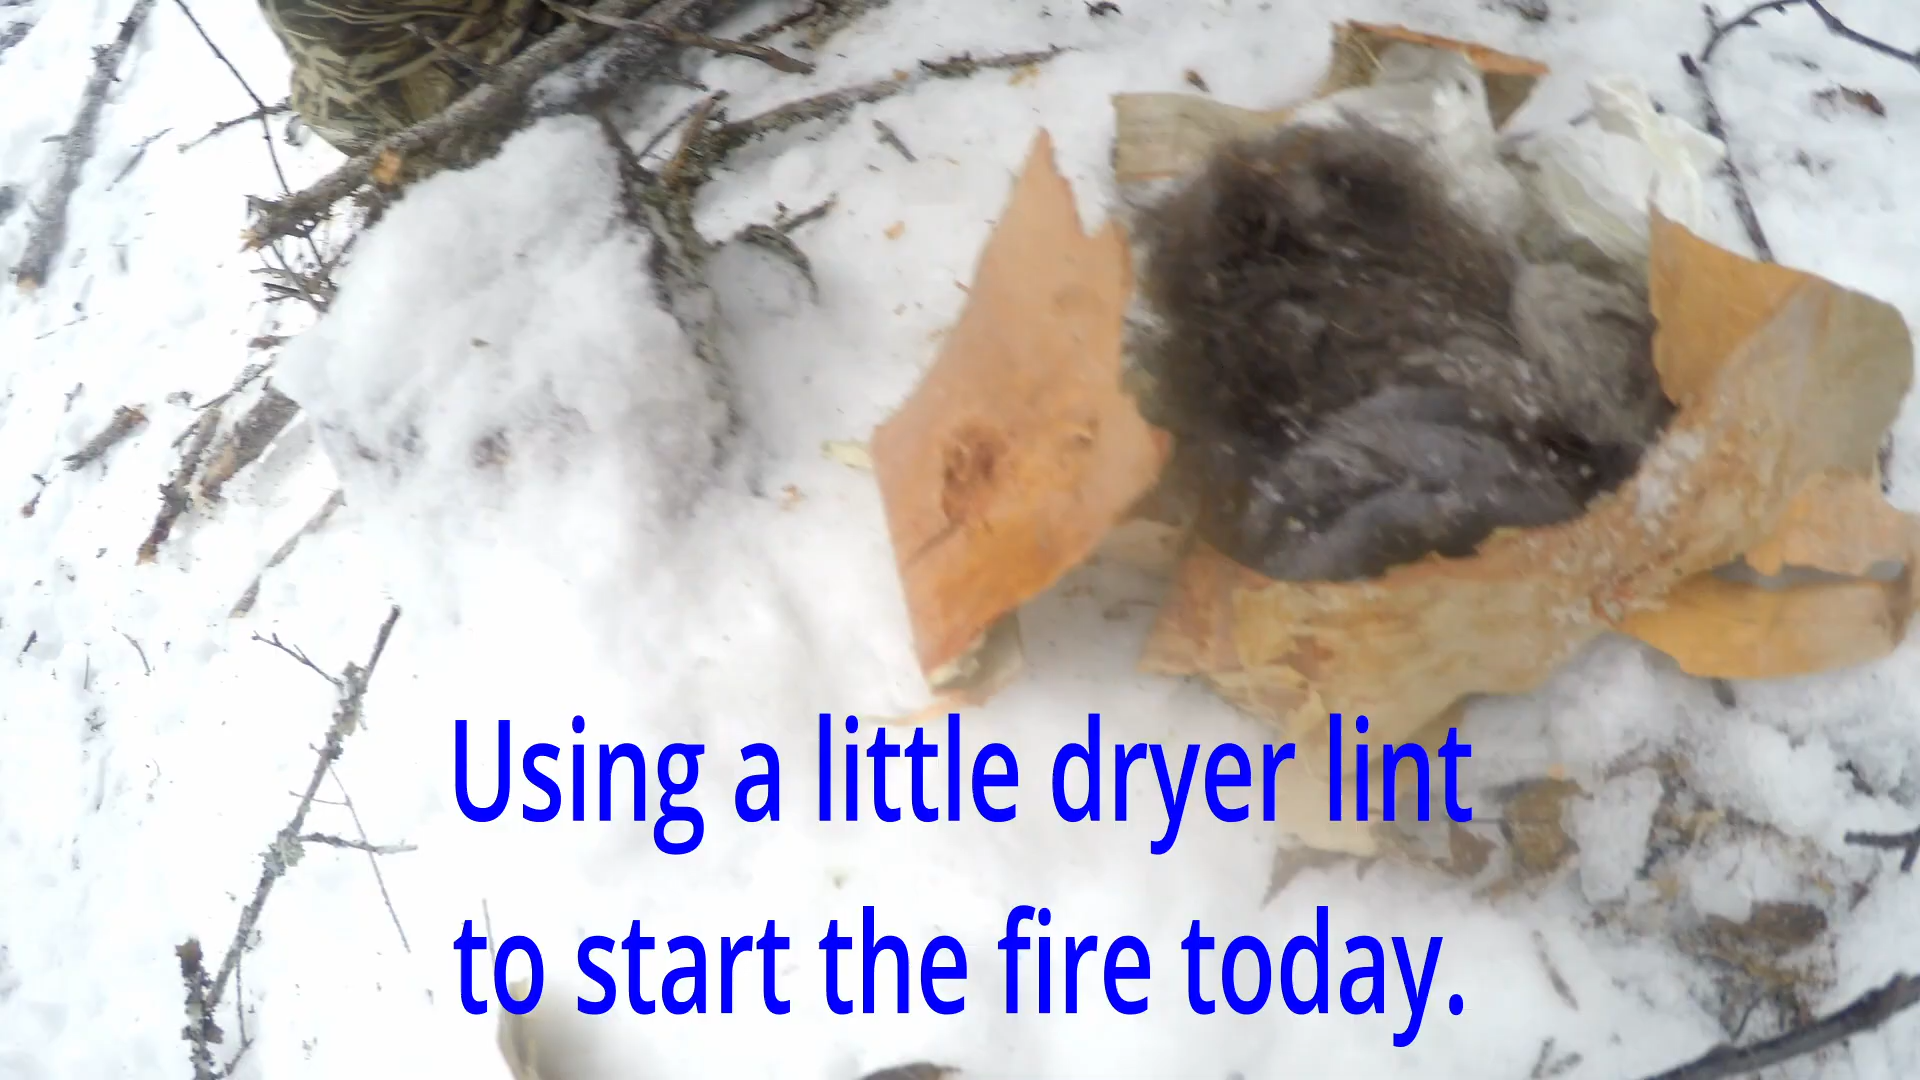 Using a little dryer lint
to start the fire today.